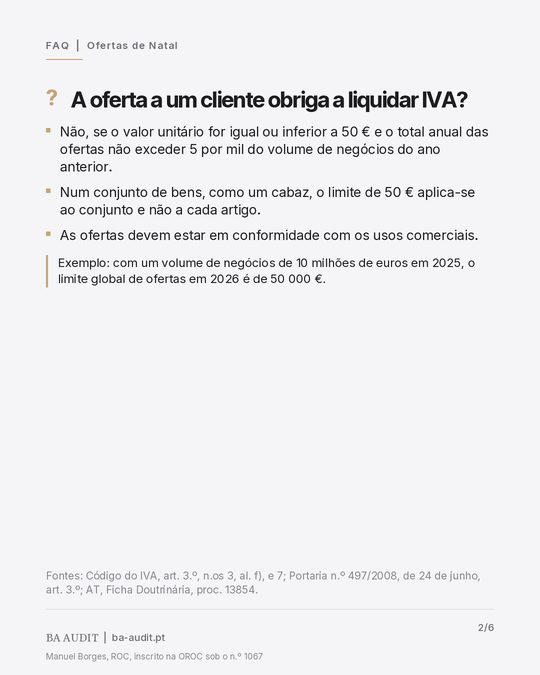 FAQ | Ofertas de Natal
? A oferta a um cliente obriga a liquidar IVA?
Não, se o valor unitário for igual ou inferior a 50 € e o total anual das
ofertas não exceder 5 por mil do volume de negócios do ano
anterior.
Num conjunto de bens, como um cabaz, o limite de 50 € aplica-se
ao conjunto e não a cada artigo.
As ofertas devem estar em conformidade com os usos comerciais.
Exemplo: com um volume de negócios de 10 milhões de euros em 2025, o
limite global de ofertas em 2026 é de 50 000 €.
Fontes: Código do IVA, art. 3.º, n.os 3, al. f), e 7; Portaria n.º 497/2008, de 24 de junho,
art. 3.º; AT, Ficha Doutrinária, proc. 13854.
BA AUDIT | ba-audit.pt
2/6
Manuel Borges, ROC, inscrito na OROC sob o n.º 1067